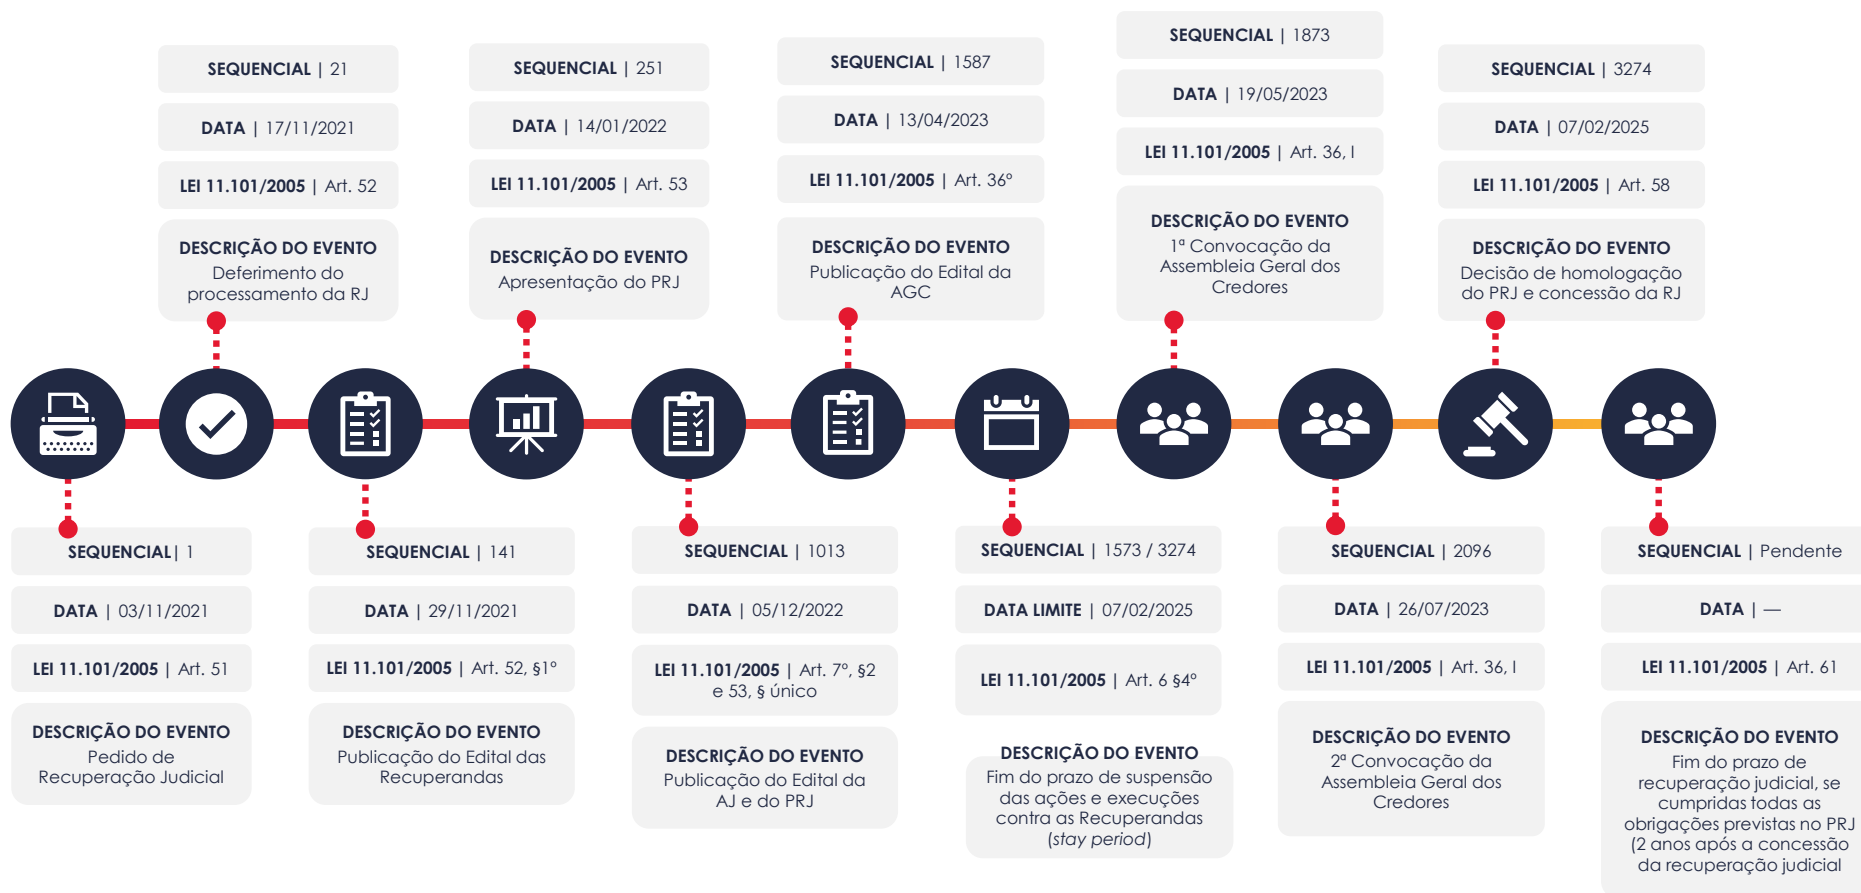 SEQUENCIAL | 21
DATA | 17/11/2021
LEI 11.101/2005 | Art. 52
DESCRIÇÃO DO EVENTO
Deferimento do
processamento da RJ
SEQUENCIAL | 251
DATA | 14/01/2022
LEI 11.101/2005 | Art. 53
DESCRIÇÃO DO EVENTO
Apresentação do PRJ
SEQUENCIAL | 1587
DATA | 13/04/2023
LEI 11.101/2005 | Art. 36º
DESCRIÇÃO DO EVENTO
Publicação do Edital da
AGC
SEQUENCIAL | 1873
DATA | 19/05/2023
LEI 11.101/2005 | Art. 36, I
DESCRIÇÃO DO EVENTO
1ª Convocação da
Assembleia Geral dos
Credores
SEQUENCIAL | 3274
DATA | 07/02/2025
LEI 11.101/2005 | Art. 58
DESCRIÇÃO DO EVENTO
Decisão de homologação
do PRJ e concessão da RJ
SEQUENCIAL| 1
DATA | 03/11/2021
LEI 11.101/2005 | Art. 51
DESCRIÇÃO DO EVENTO
Pedido de
Recuperação Judicial
SEQUENCIAL | 141
DATA | 29/11/2021
LEI 11.101/2005 | Art. 52, §1º
DESCRIÇÃO DO EVENTO
Publicação do Edital das
Recuperandas
SEQUENCIAL | 1013
DATA | 05/12/2022
LEI 11.101/2005 | Art. 7º, §2
e 53, § único
DESCRIÇÃO DO EVENTO
Publicação do Edital da
AJ e do PRJ
SEQUENCIAL | 1573 / 3274
DATA LIMITE | 07/02/2025
LEI 11.101/2005 | Art. 6 §4º
DESCRIÇÃO DO EVENTO
Fim do prazo de suspensão
das ações e execuções
contra as Recuperandas
(stay period)
SEQUENCIAL | 2096
DATA | 26/07/2023
LEI 11.101/2005 | Art. 36, I
DESCRIÇÃO DO EVENTO
2ª Convocação da
Assembleia Geral dos
Credores
SEQUENCIAL | Pendente
DATA | —
LEI 11.101/2005 | Art. 61
DESCRIÇÃO DO EVENTO
Fim do prazo de
recuperação judicial, se
cumpridas todas as
obrigações previstas no PRJ
(2 anos após a concessão
da recuperação judicial